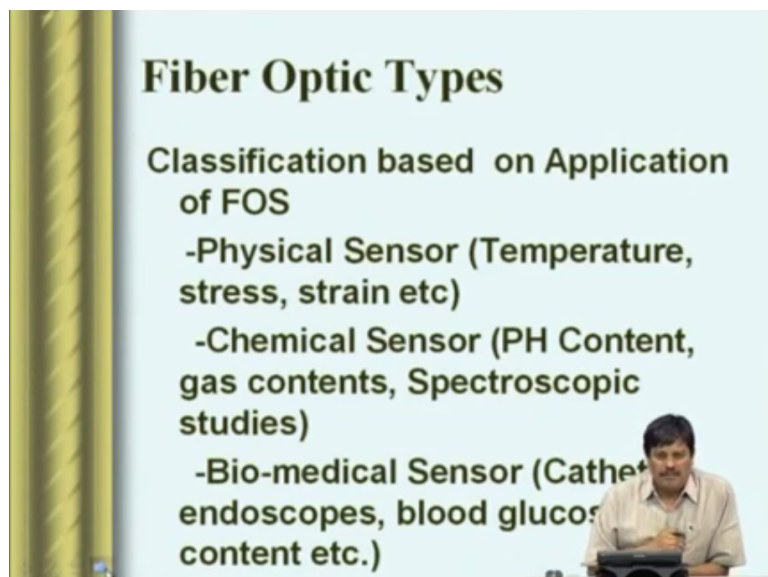 Fiber Optic Types
Classification based on Application
of FOS
-Physical Sensor (Temperature,
stress, strain etc)
-Chemical Sensor (PH Content,
gas contents, Spectroscopic
studies)
-Bio-medical Sensor
endoscopes, blood
content etc.)